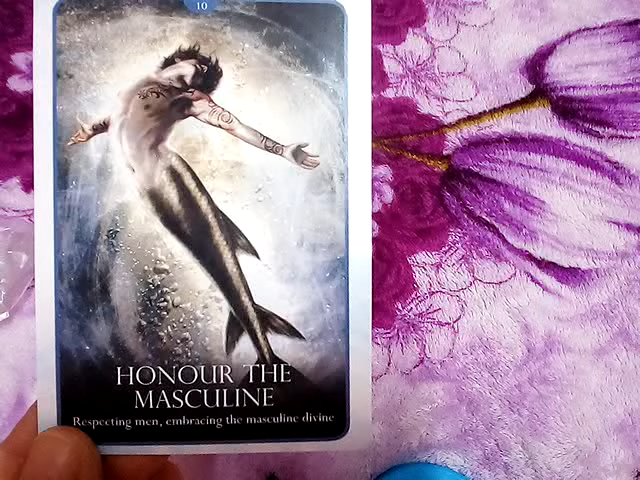 10
HONOUR THE
MASCULINE
Respecting men, embracing the masculine divine